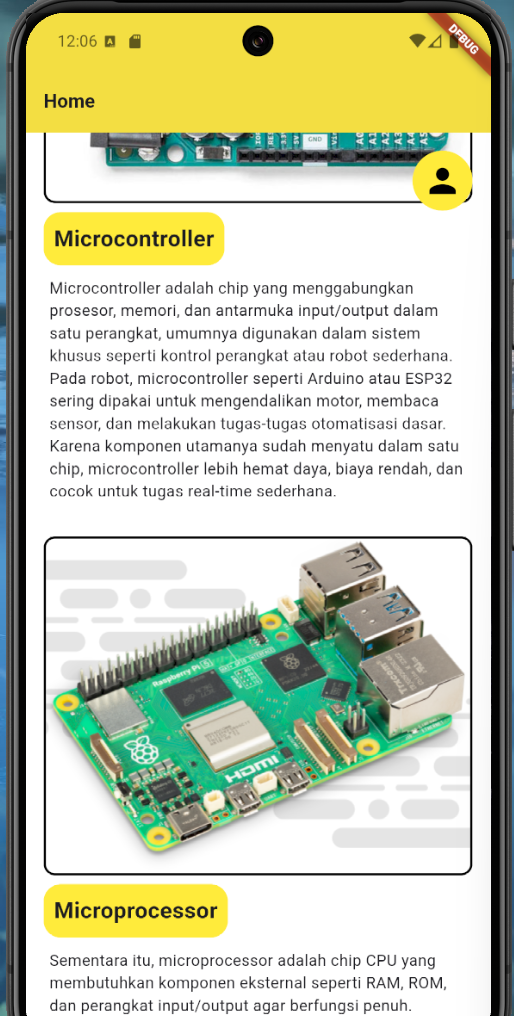 12:06
DEBUG
Home
GND
Microcontroller
Microcontroller adalah chip yang menggabungkan
prosesor, memori, dan antarmuka input/output dalam
satu perangkat, umumnya digunakan dalam sistem
khusus seperti kontrol perangkat atau robot sederhana.
Pada robot, microcontroller seperti Arduino atau ESP32
sering dipakai untuk mengendalikan motor, membaca
sensor, dan melakukan tugas-tugas otomatisasi dasar.
Karena komponen utamanya sudah menyatu dalam satu
chip, microcontroller lebih hemat daya, biaya rendah, dan
cocok untuk tugas real-time sederhana.
Raspberry Pi 5
Trxcom
HDMI
Microprocessor
Sementara itu, microprocessor adalah chip CPU yang
membutuhkan komponen eksternal seperti RAM, ROM,
dan perangkat input/output agar berfungsi penuh.